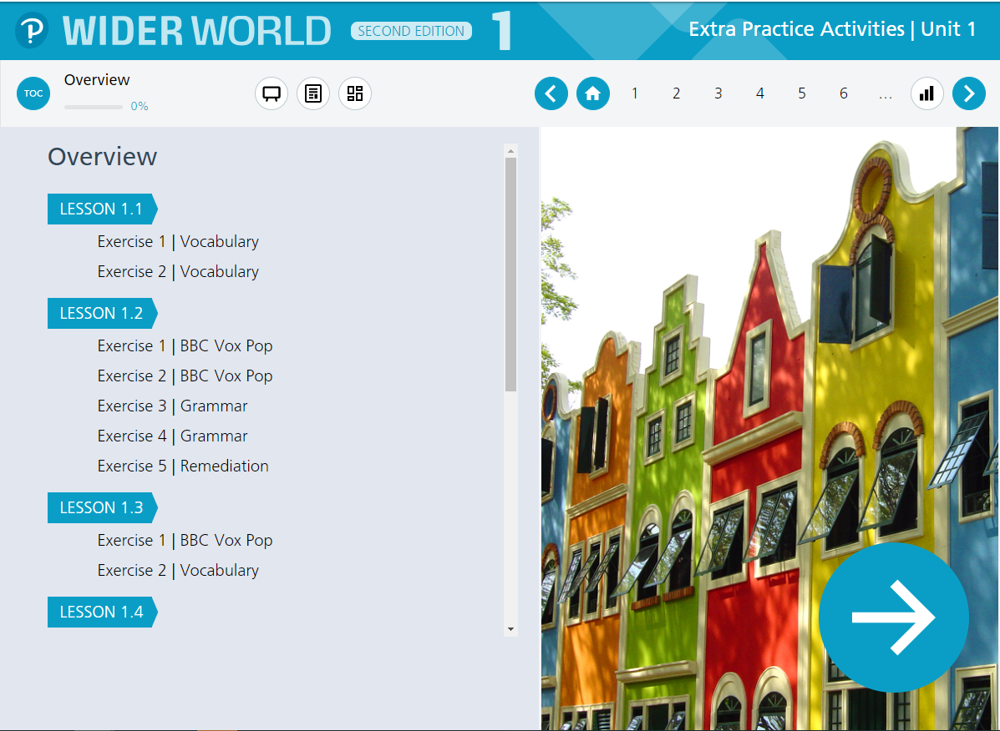 WIDER WORLD SECOND EDITION 1
Extra Practice Activities | Unit 1
TOC
Overview
0%
1 2 3 4 5 6 ...
Overview
LESSON 1.1
Exercise 1 | Vocabulary
Exercise 2 | Vocabulary
LESSON 1.2
Exercise 1 | BBC Vox Pop
Exercise 2 | BBC Vox Pop
Exercise 3 | Grammar
Exercise 4 | Grammar
Exercise 5 | Remediation
LESSON 1.3
Exercise 1 | BBC Vox Pop
Exercise 2 | Vocabulary
LESSON 1.4